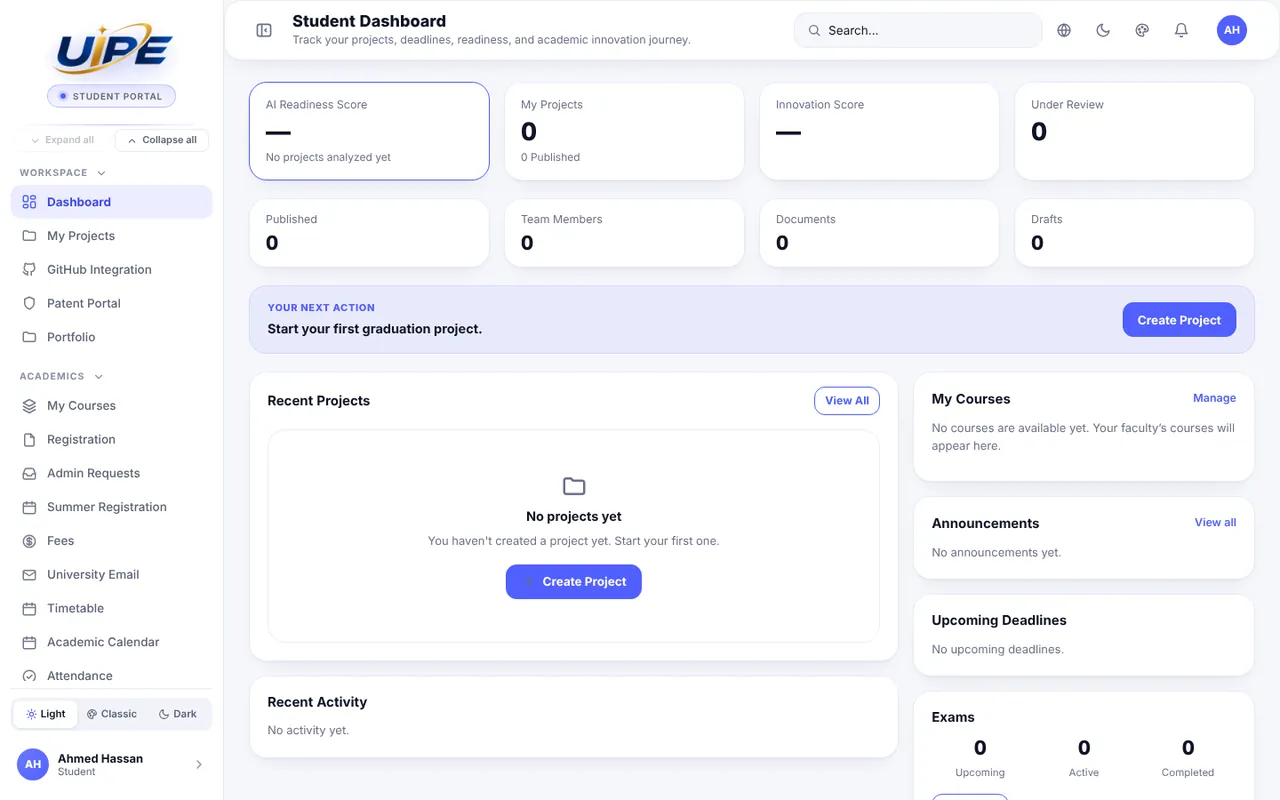 UIPE
STUDENT PORTAL
Expand all
Collapse all
WORKSPACE
Dashboard
My Projects
GitHub Integration
Patent Portal
Portfolio
ACADEMICS
My Courses
Registration
Admin Requests
Summer Registration
Fees
University Email
Timetable
Academic Calendar
Attendance
Light
Classic
Dark
AH
Ahmed Hassan
Student
Student Dashboard
Track your projects, deadlines, readiness, and academic innovation journey.
Search...
AH
AI Readiness Score
—
No projects analyzed yet
My Projects
0
0 Published
Innovation Score
—
Under Review
0
Published
0
Team Members
0
Documents
0
Drafts
0
YOUR NEXT ACTION
Start your first graduation project.
Create Project
Recent Projects
View All
No projects yet
You haven't created a project yet. Start your first one.
Create Project
Recent Activity
No activity yet.
My Courses
Manage
No courses are available yet. Your faculty’s courses will
appear here.
Announcements
View all
No announcements yet.
Upcoming Deadlines
No upcoming deadlines.
Exams
0
Upcoming
0
Active
0
Completed